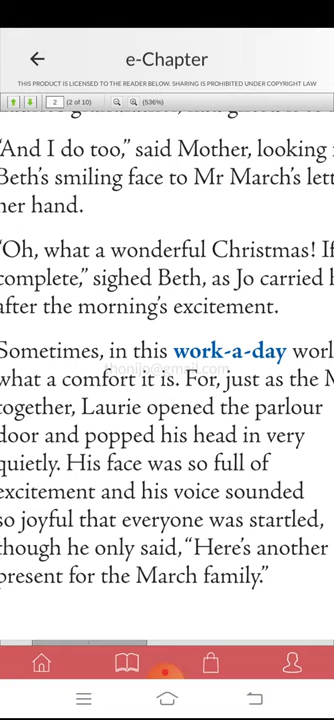 e-Chapter
THIS PRODUCT IS LICENSED TO THE READER BELOW. SHARING IS PROHIBITED UNDER COPYRIGHT LAW
2 (2 of 10) (536%)
“And I do too,” said Mother, looking
Beth’s smiling face to Mr March’s lett
her hand.
“Oh, what a wonderful Christmas! If
complete,” sighed Beth, as Jo carried h
after the morning’s excitement.
Sometimes, in this work-a-day worl
what a comfort it is. For, just as the M
together, Laurie opened the parlour
door and popped his head in very
quietly. His face was so full of
excitement and his voice sounded
so joyful that everyone was startled,
though he only said, “Here’s another
present for the March family.”